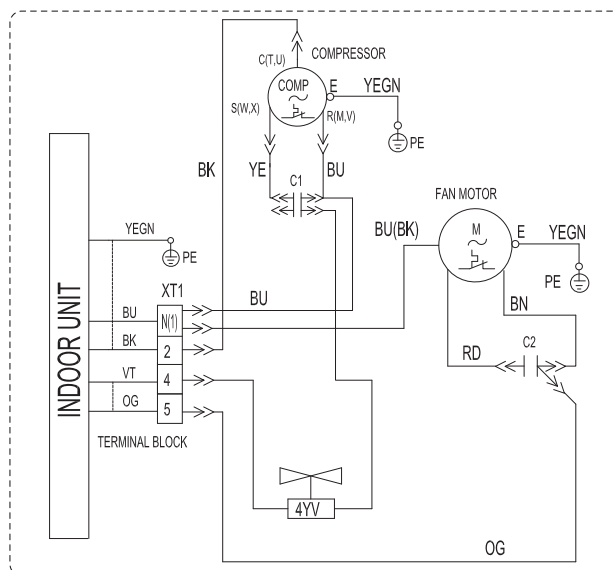 C(T,U)
COMPRESSOR
COMP
E
YEGN
S(W,X)
R(M,V)
PE
BK
YE
BU
C1
FAN MOTOR
BU(BK)
M
E
YEGN
YEGN
PE
PE
INDOOR UNIT
XT1
BU
BN
BU
N(1)
C2
BK
2
RD
VT
4
OG
5
TERMINAL BLOCK
4YV
OG